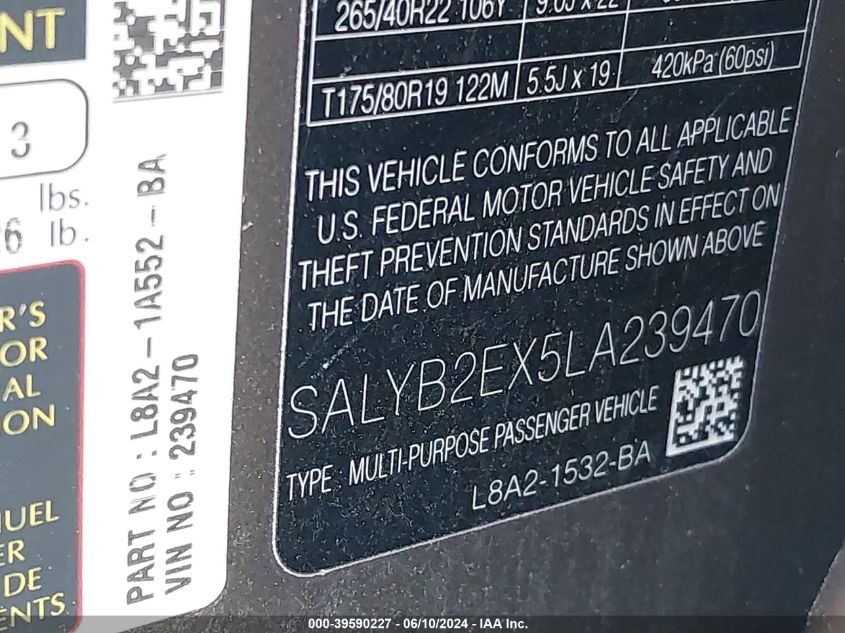 NT
3
lbs.
6 lb.
R'S
OR
AL
ON
UEL
ER
DE
ENTS
PART NO : L8A2 - 1A552 - BA
VIN NO : 239470
265/40R22 106Y 9.0J x 22
T175/80R19 122M 5.5J x 19 420kPa (60psi)
THIS VEHICLE CONFORMS TO ALL APPLICABLE
U.S. FEDERAL MOTOR VEHICLE SAFETY AND
THEFT PREVENTION STANDARDS IN EFFECT ON
THE DATE OF MANUFACTURE SHOWN ABOVE
SALYB2EX5LA239470
TYPE MULTI-PURPOSE PASSENGER VEHICLE
L8A2-1532-BA
000-39590227 - 06/10/2024 - IAA Inc.